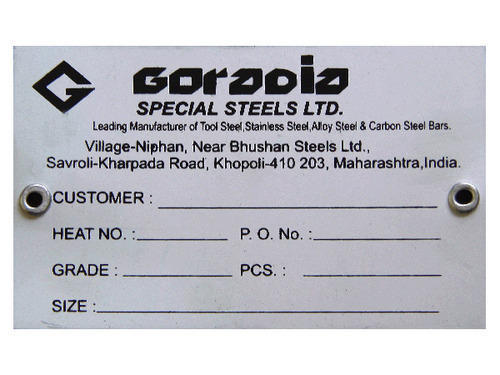 GoradIa
SPECIAL STEELS LTD.
Leading Manufacturer of Tool Steel,Stainless Steel,Alloy Steel & Carbon Steel Bars.
Village-Niphan, Near Bhushan Steels Ltd.,
Savroli-Kharpada Road, Khopoli-410 203, Maharashtra,India.
CUSTOMER :
HEAT NO. : P. O. No. :
GRADE : PCS. :
SIZE :